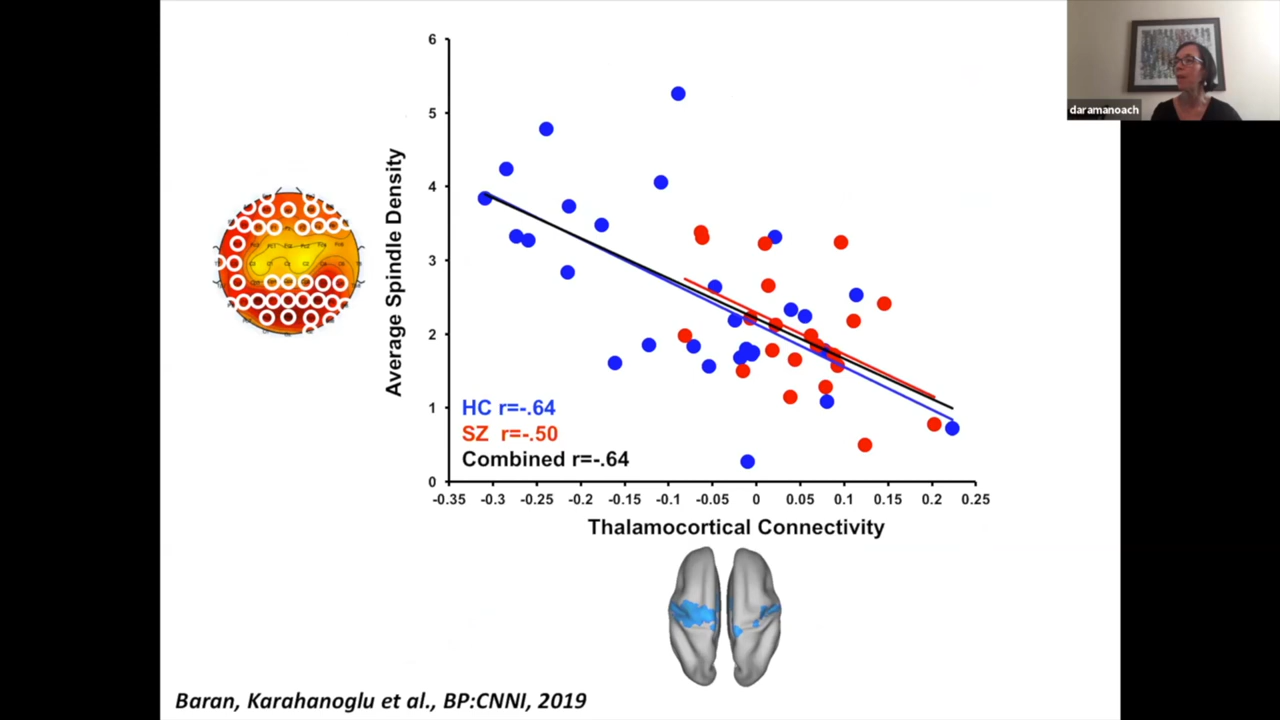 daramanoach
6
5
4
3
2
1
0
Average Spindle Density
HC r=-.64
SZ r=-.50
Combined r=-.64
-0.35 -0.3 -0.25 -0.2 -0.15 -0.1 -0.05 0 0.05 0.1 0.15 0.2 0.25
Thalamocortical Connectivity
Baran, Karahanoglu et al., BP:CNNI, 2019